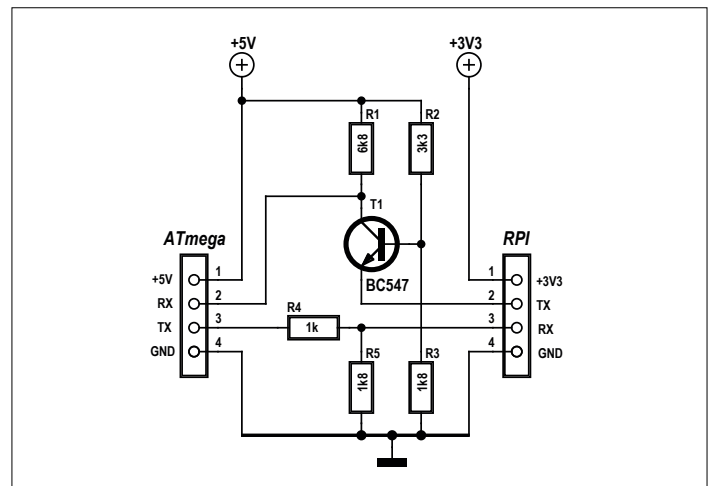 +5V
+3V3
R1
6k8
R2
3k3
T1
BC547
ATmega
+5V 1
RX 2
TX 3
GND 4
R4
1k
R5
1k8
R3
1k8
RPI
1 +3V3
2 TX
3 RX
4 GND